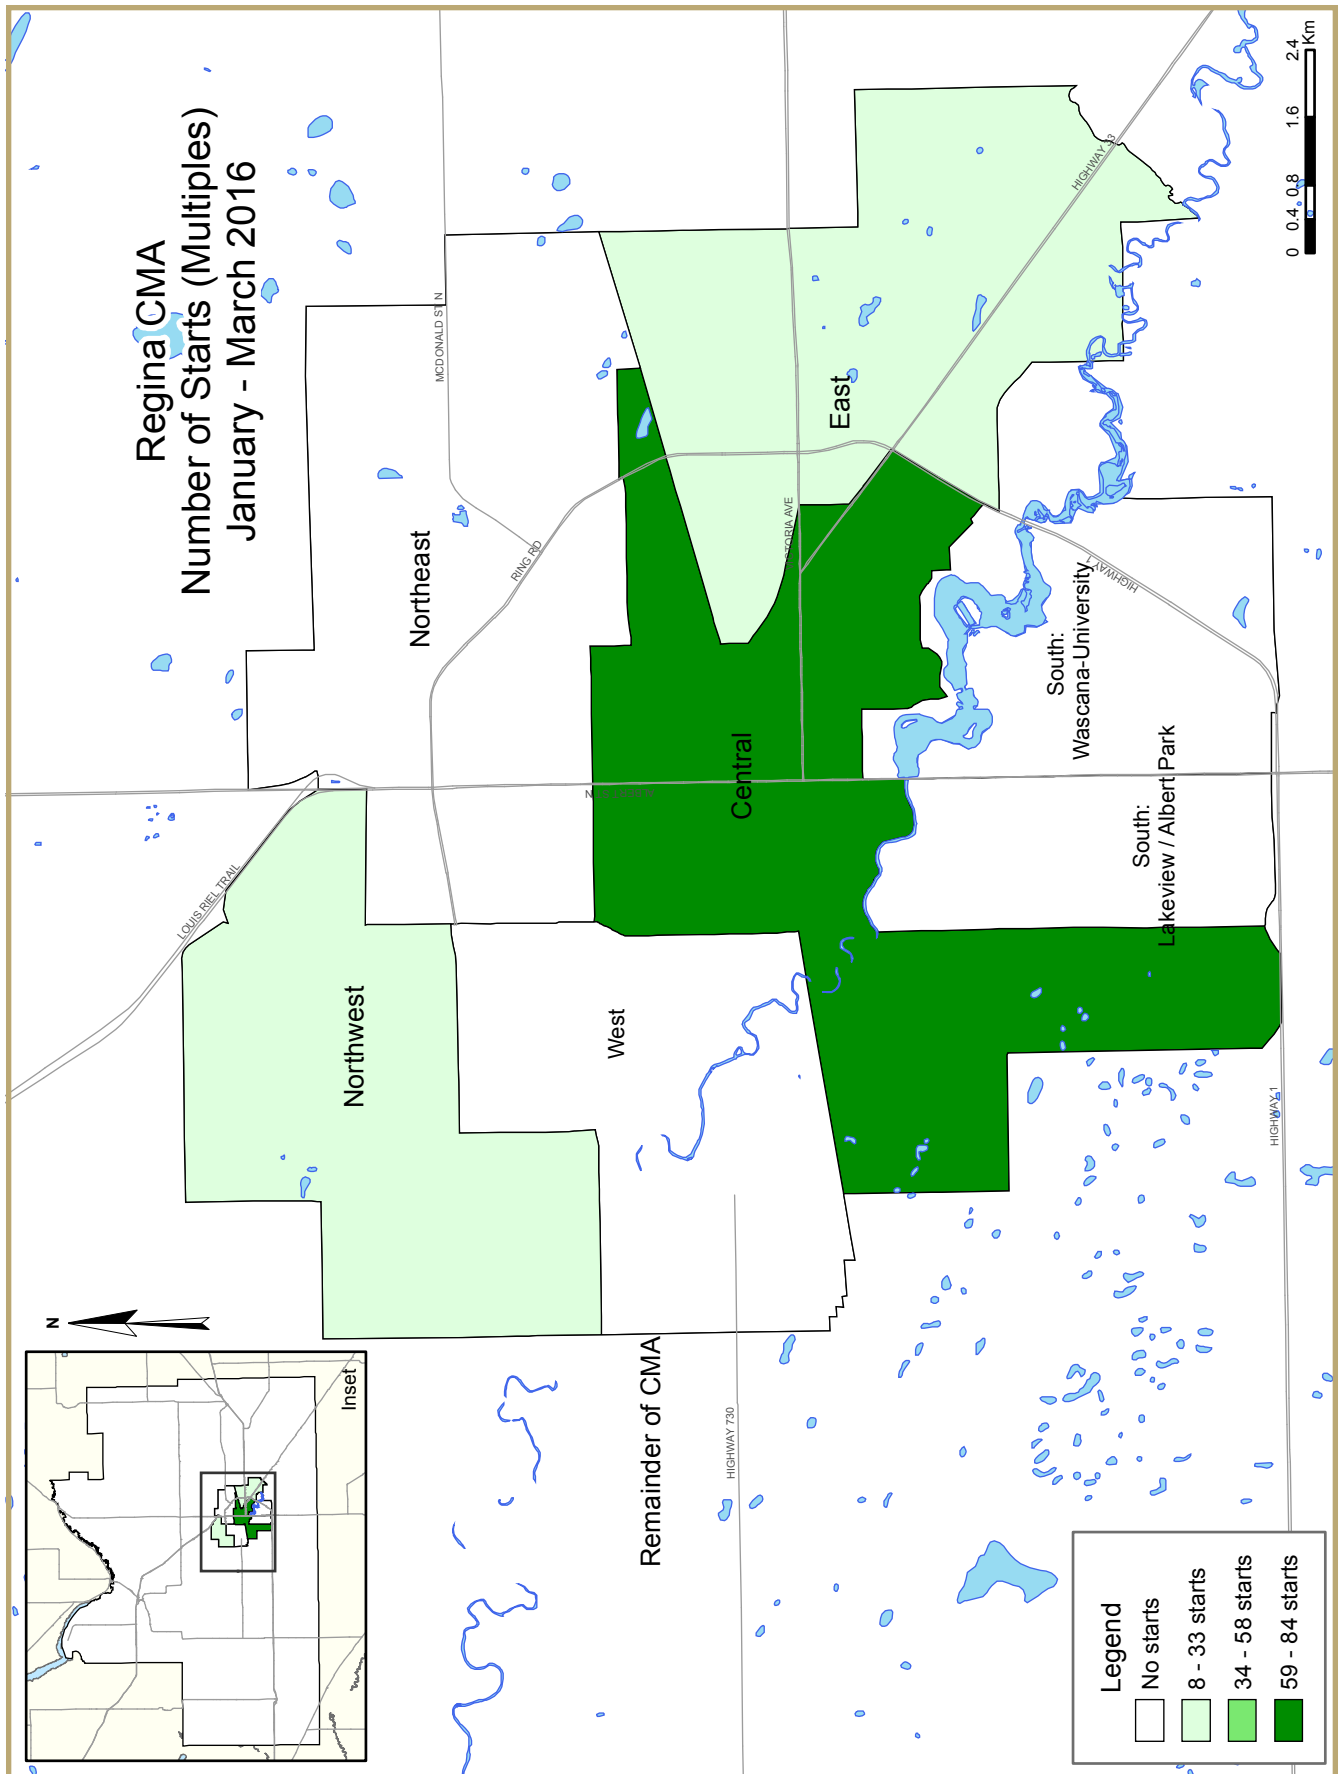 Regina CMA
Number of Starts (Multiples)
January - March 2016
N
Inset
LOUIS RIEL TRAIL
MCDONALD ST N
RING RD
Northwest
Northeast
West
Central
East
HIGHWAY 33
HIGHWAY 1
South:
Wascana-University
South:
Lakeview / Albert Park
Remainder of CMA
HIGHWAY 730
HIGHWAY 1
Legend
No starts
8 - 33 starts
34 - 58 starts
59 - 84 starts
0 0.4 0.8 1.6 2.4
Km